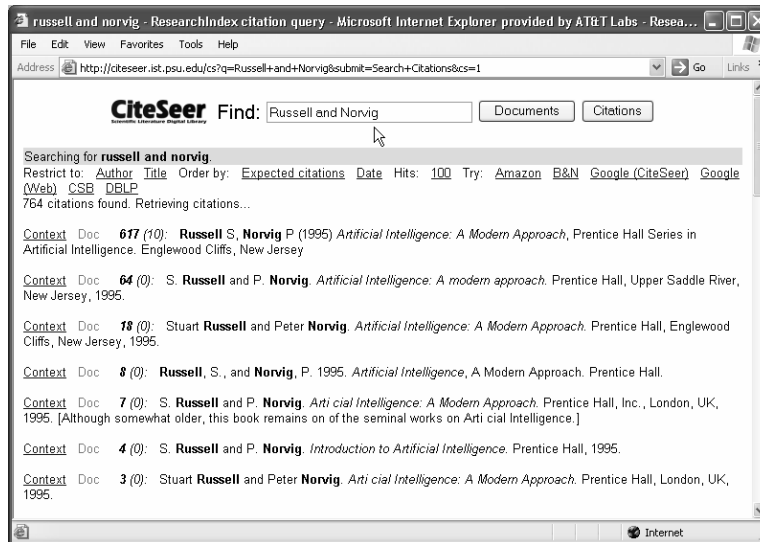 russell and norvig - ResearchIndex citation query - Microsoft Internet Explorer provided by AT&T Labs - Resea...
File Edit View Favorites Tools Help
Address http://citeseer.ist.psu.edu/cs?q=Russell+and+Norvig&submit=Search+Citations&cs=1 Go Links
CiteSeer Find: Russell and Norvig Documents Citations
Scientific Literature Digital Library
Searching for russell and norvig.
Restrict to: Author Title Order by: Expected citations Date Hits: 100 Try: Amazon B&N Google (CiteSeer) Google
(Web) CSB DBLP
764 citations found. Retrieving citations...
Context Doc 617 (10): Russell S, Norvig P (1995) Artificial Intelligence: A Modern Approach, Prentice Hall Series in
Artificial Intelligence. Englewood Cliffs, New Jersey
Context Doc 64 (0): S. Russell and P. Norvig. Artificial Intelligence: A modern approach. Prentice Hall, Upper Saddle River,
New Jersey, 1995.
Context Doc 18 (0): Stuart Russell and Peter Norvig. Artificial Intelligence: A Modern Approach. Prentice Hall, Englewood
Cliffs, New Jersey, 1995.
Context Doc 8 (0): Russell, S., and Norvig, P. 1995. Artificial Intelligence, A Modern Approach. Prentice Hall.
Context Doc 7 (0): S. Russell and P. Norvig. Arti cial Intelligence: A Modern Approach. Prentice Hall, Inc., London, UK,
1995. [Although somewhat older, this book remains on of the seminal works on Arti cial Intelligence.]
Context Doc 4 (0): S. Russell and P. Norvig. Introduction to Artificial Intelligence. Prentice Hall, 1995.
Context Doc 3 (0): Stuart Russell and Peter Norvig. Arti cial Intelligence: A Modern Approach. Prentice Hall, London, UK,
1995.
Internet